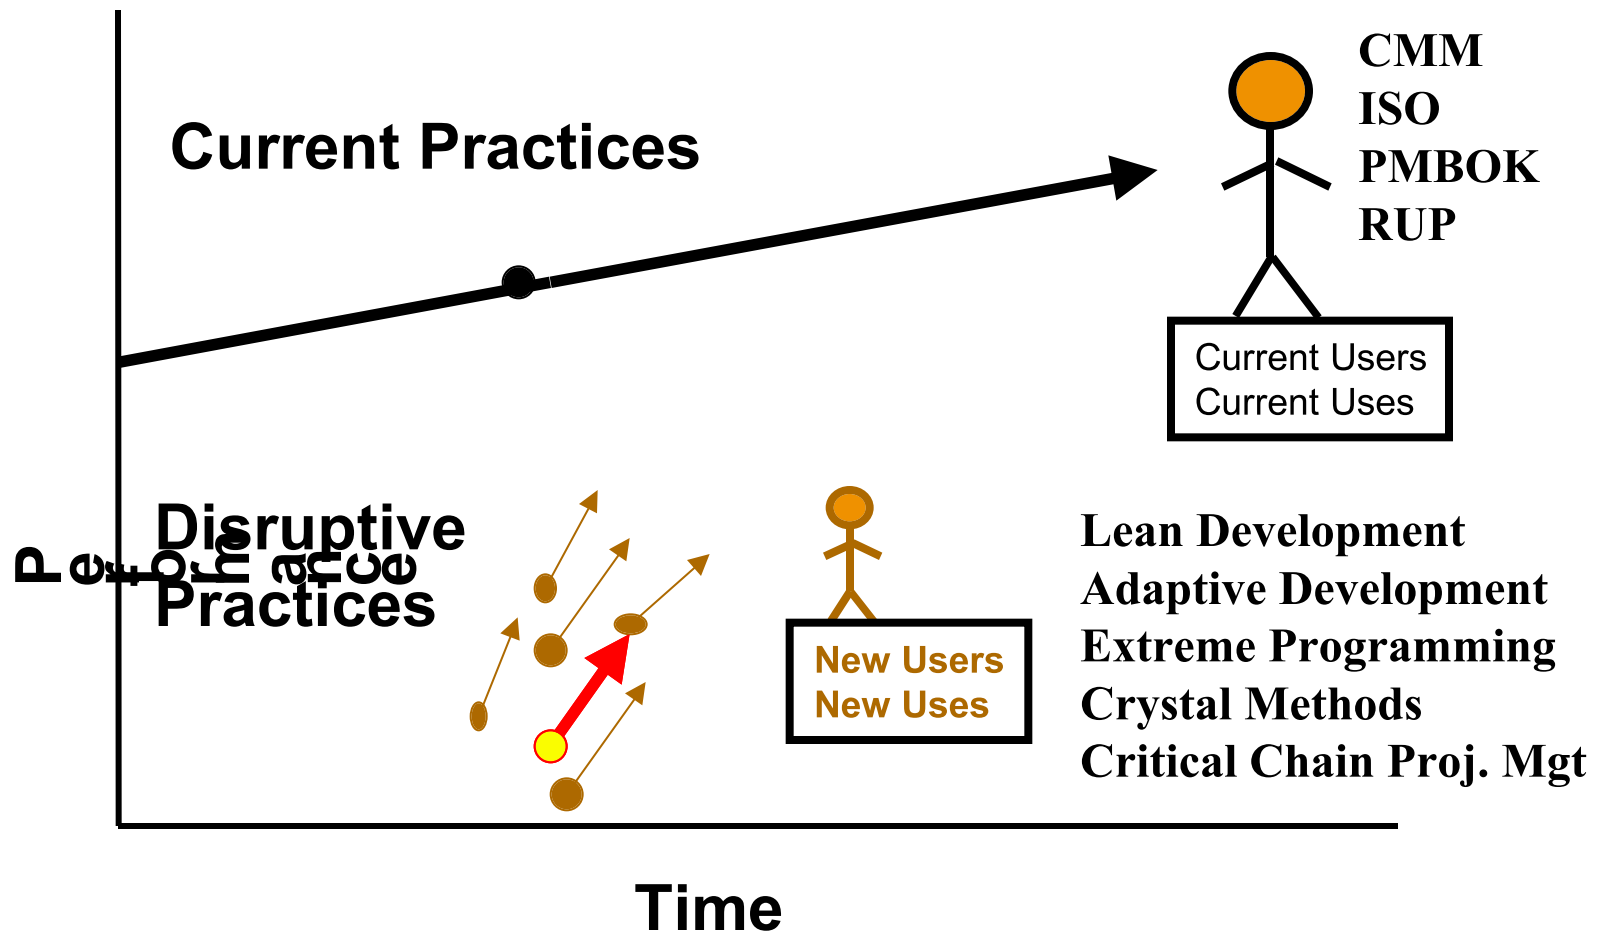 Current Practices
CMM
ISO
PMBOK
RUP
Current Users
Current Uses
Disruptive
Practices
Performance
New Users
New Uses
Lean Development
Adaptive Development
Extreme Programming
Crystal Methods
Critical Chain Proj. Mgt
Time